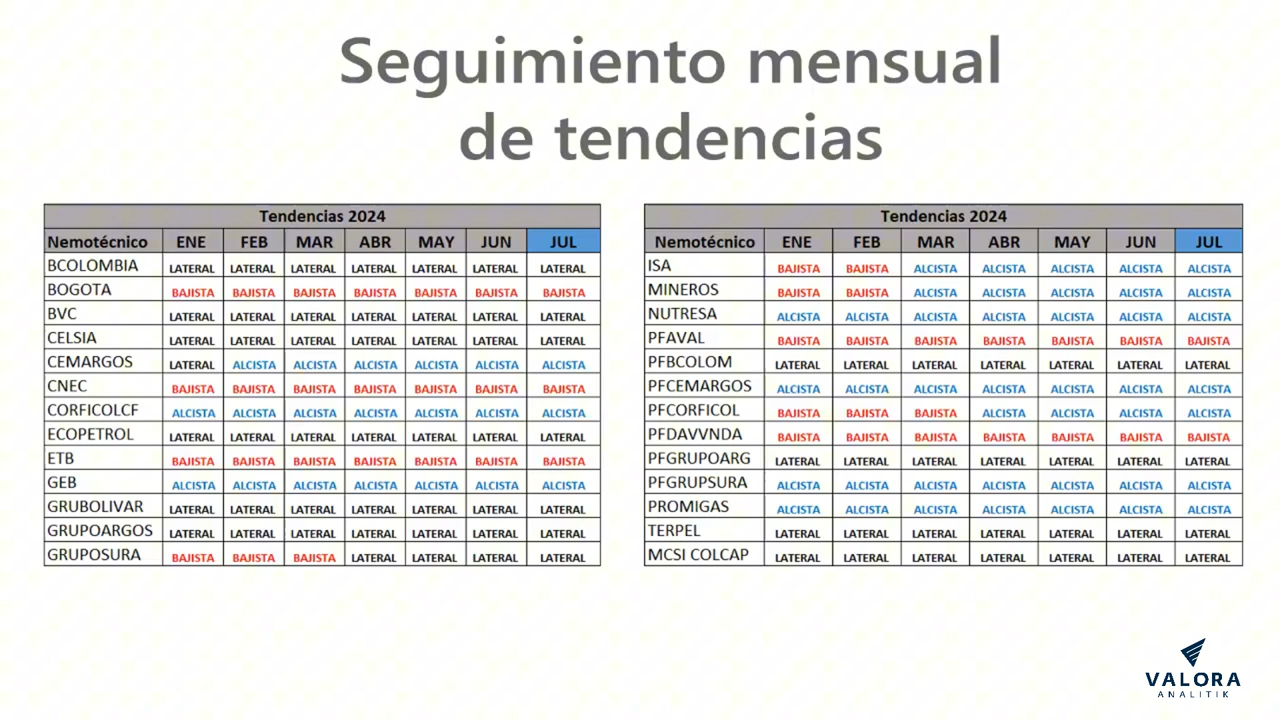 Seguimiento mensual
de tendencias
Tendencias 2024
Nemotécnico ENE FEB MAR ABR MAY JUN JUL
BCOLOMBIA LATERAL LATERAL LATERAL LATERAL LATERAL LATERAL LATERAL
BOGOTA BAJISTA BAJISTA BAJISTA BAJISTA BAJISTA BAJISTA BAJISTA
BVC LATERAL LATERAL LATERAL LATERAL LATERAL LATERAL LATERAL
CELSIA LATERAL LATERAL LATERAL LATERAL LATERAL LATERAL LATERAL
CEMARGOS LATERAL ALCISTA ALCISTA ALCISTA ALCISTA ALCISTA ALCISTA
CNEC BAJISTA BAJISTA BAJISTA BAJISTA BAJISTA BAJISTA BAJISTA
CORFICOLCF ALCISTA ALCISTA ALCISTA ALCISTA ALCISTA ALCISTA ALCISTA
ECOPETROL LATERAL LATERAL LATERAL LATERAL LATERAL LATERAL LATERAL
ETB BAJISTA BAJISTA BAJISTA BAJISTA BAJISTA BAJISTA BAJISTA
GEB ALCISTA ALCISTA ALCISTA ALCISTA ALCISTA ALCISTA ALCISTA
GRUBOLIVAR LATERAL LATERAL LATERAL LATERAL LATERAL LATERAL LATERAL
GRUPOARGOS LATERAL LATERAL LATERAL LATERAL LATERAL LATERAL LATERAL
GRUPOSURA BAJISTA BAJISTA BAJISTA LATERAL LATERAL LATERAL LATERAL
Tendencias 2024
Nemotécnico ENE FEB MAR ABR MAY JUN JUL
ISA BAJISTA BAJISTA ALCISTA ALCISTA ALCISTA ALCISTA ALCISTA
MINEROS BAJISTA BAJISTA ALCISTA ALCISTA ALCISTA ALCISTA ALCISTA
NUTRESA ALCISTA ALCISTA ALCISTA ALCISTA ALCISTA ALCISTA ALCISTA
PFAVAL BAJISTA BAJISTA BAJISTA BAJISTA BAJISTA BAJISTA BAJISTA
PFBCOLOM LATERAL LATERAL LATERAL LATERAL LATERAL LATERAL LATERAL
PFCEMARGOS ALCISTA ALCISTA ALCISTA ALCISTA ALCISTA ALCISTA ALCISTA
PFCORFICOL BAJISTA BAJISTA BAJISTA ALCISTA ALCISTA ALCISTA ALCISTA
PFDAVVNDA BAJISTA BAJISTA BAJISTA BAJISTA BAJISTA BAJISTA BAJISTA
PFGRUPOARG LATERAL LATERAL LATERAL LATERAL LATERAL LATERAL LATERAL
PFGRUPSURA ALCISTA ALCISTA ALCISTA ALCISTA ALCISTA ALCISTA ALCISTA
PROMIGAS ALCISTA ALCISTA ALCISTA ALCISTA ALCISTA ALCISTA ALCISTA
TERPEL LATERAL LATERAL LATERAL LATERAL LATERAL LATERAL LATERAL
MCSI COLCAP LATERAL LATERAL LATERAL LATERAL LATERAL LATERAL LATERAL
VALORA
ANALITIK